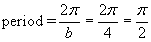 period = 2π/b = 2π/4 = π/2